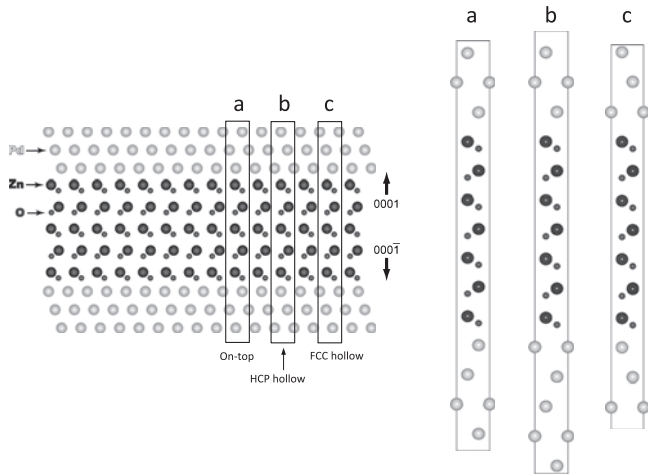 a b c
Pd
Zn
O
0001
0001̄
On-top
HCP hollow
FCC hollow
a b c